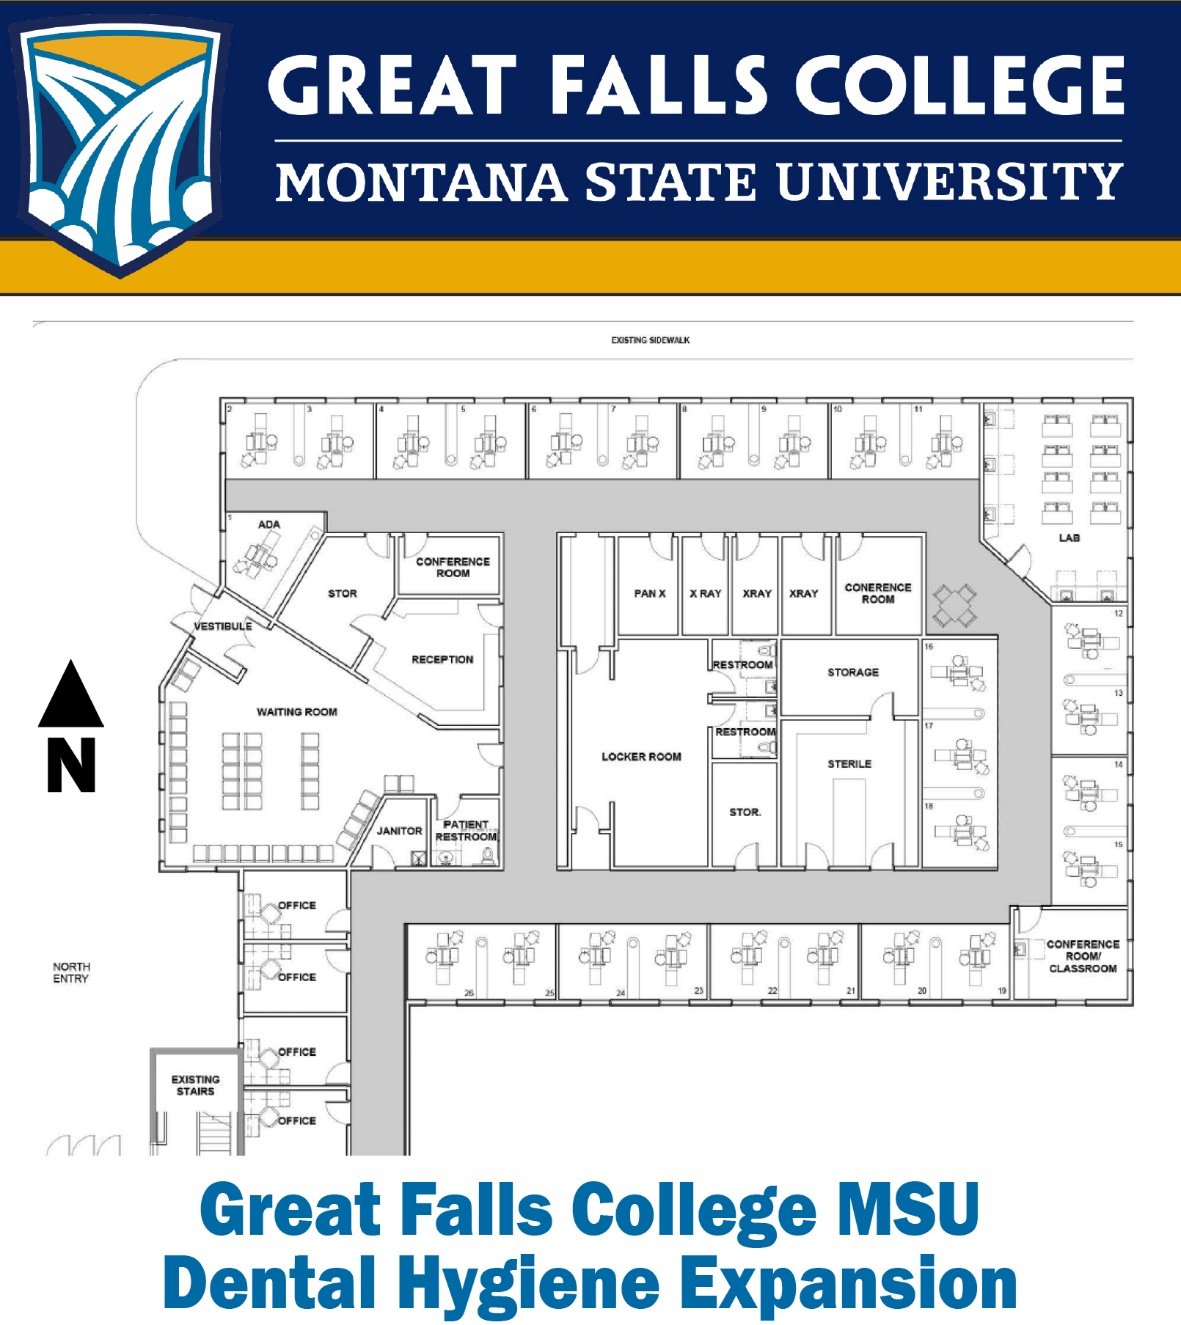 GREAT FALLS COLLEGE
MONTANA STATE UNIVERSITY
EXISTING SIDEWALK
2
3
4
5
6
7
8
9
10
11
1
ADA
LAB
STOR
CONFERENCE
ROOM
PAN X
X RAY
XRAY
XRAY
CONERENCE
ROOM
VESTIBULE
RECEPTION
12
13
16
RESTROOM
STORAGE
WAITING ROOM
17
RESTROOM
LOCKER ROOM
STERILE
14
N
18
STOR.
JANITOR
PATIENT
RESTROOM
15
OFFICE
NORTH
ENTRY
OFFICE
CONFERENCE
ROOM/
CLASSROOM
26
25
24
23
22
21
20
19
OFFICE
EXISTING
STAIRS
OFFICE
Great Falls College MSU
Dental Hygiene Expansion